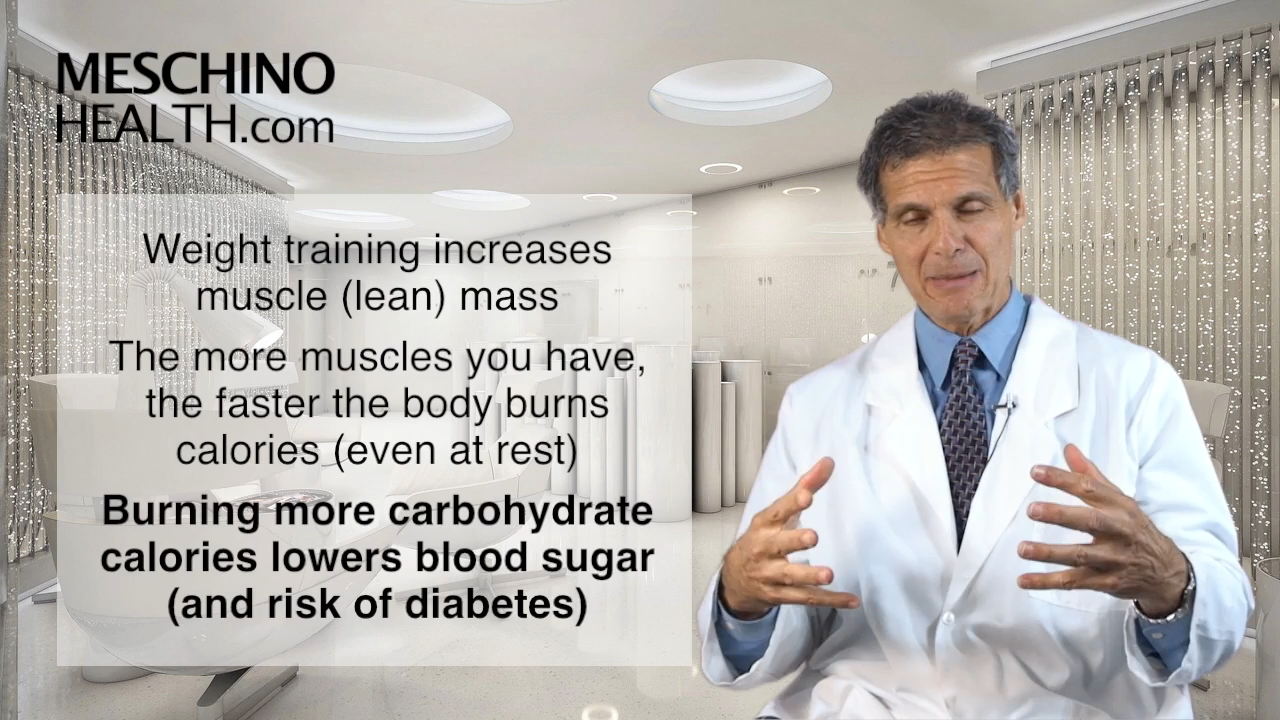 MESCHINO
HEALTH.com
Weight training increases
muscle (lean) mass
The more muscles you have,
the faster the body burns
calories (even at rest)
Burning more carbohydrate
calories lowers blood sugar
(and risk of diabetes)